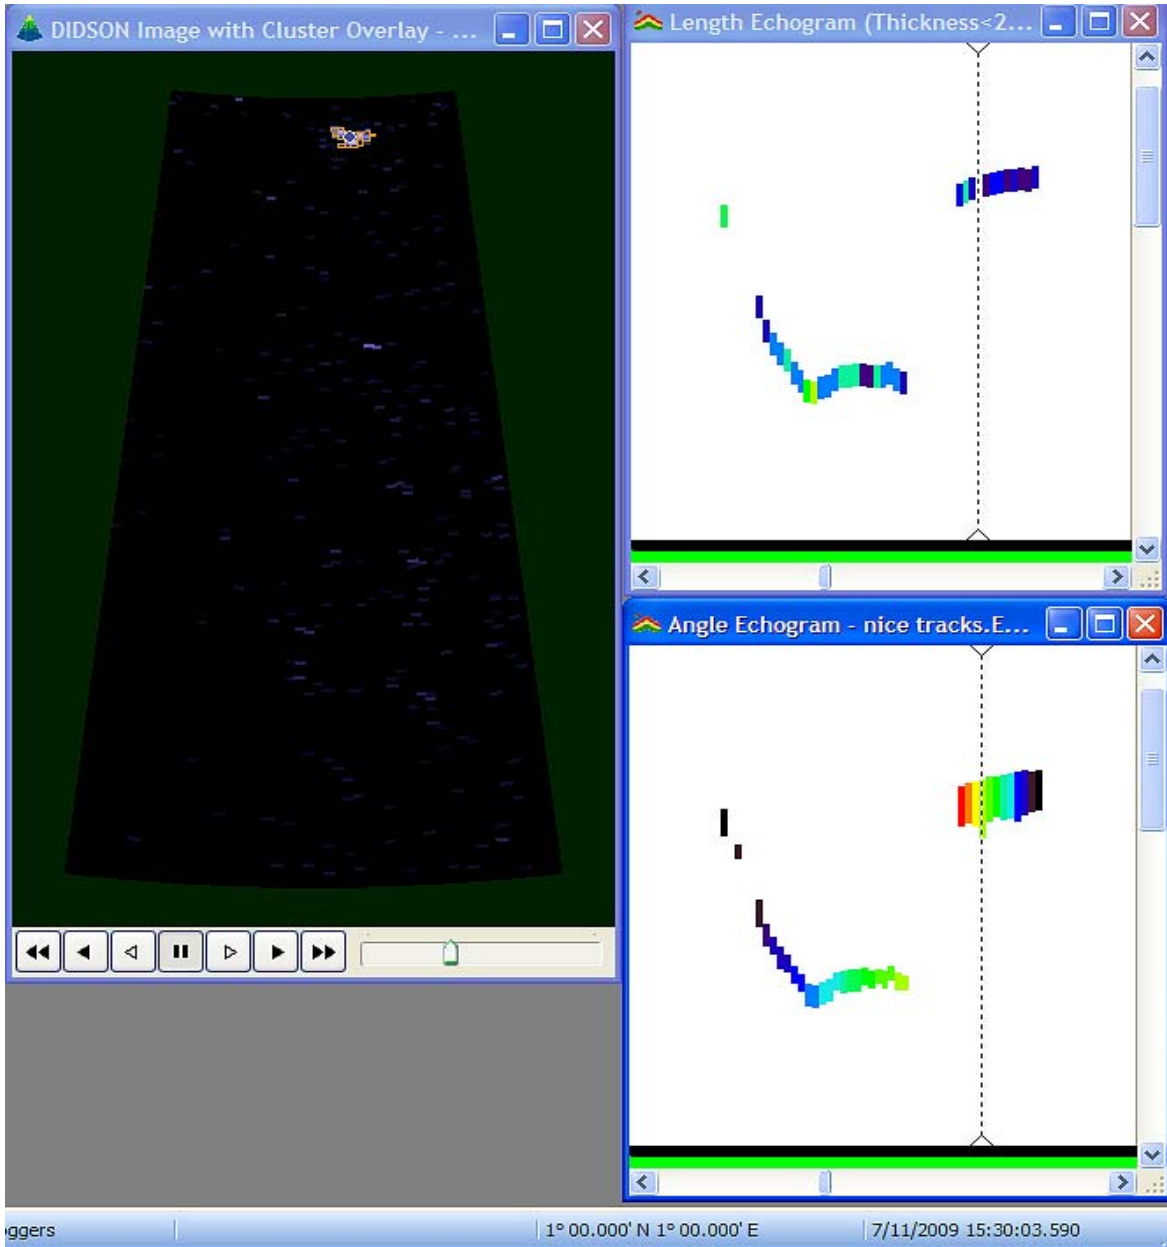 DIDSON Image with Cluster Overlay - ...
Length Echogram (Thickness<2...
Angle Echogram - nice tracks.E...
ggers
1° 00.000' N 1° 00.000' E
7/11/2009 15:30:03.590